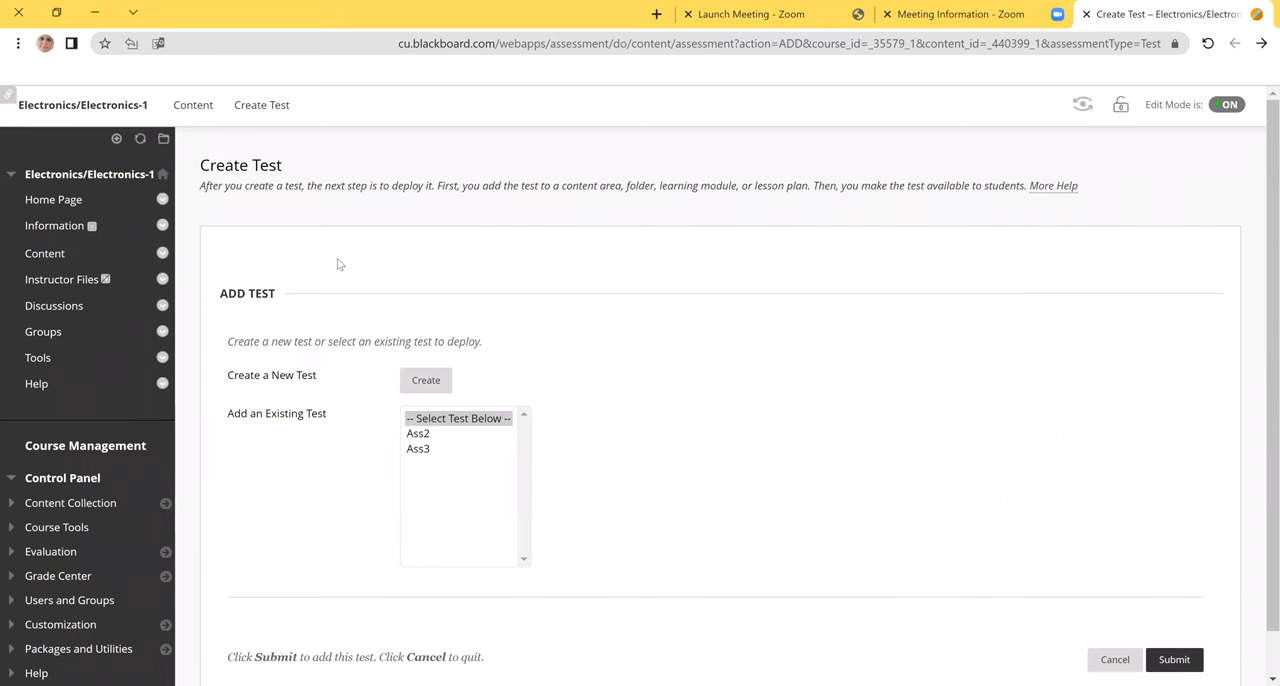 Launch Meeting - Zoom
Meeting Information - Zoom
Create Test – Electronics/Electron
cu.blackboard.com/webapps/assessment/do/content/assessment?action=ADD&course_id=_35579_1&content_id=_440399_1&assessmentType=Test
Electronics/Electronics-1 Content Create Test
Edit Mode is: ON
Electronics/Electronics-1
Home Page
Information
Content
Instructor Files
Discussions
Groups
Tools
Help
Course Management
Control Panel
Content Collection
Course Tools
Evaluation
Grade Center
Users and Groups
Customization
Packages and Utilities
Help
Create Test
After you create a test, the next step is to deploy it. First, you add the test to a content area, folder, learning module, or lesson plan. Then, you make the test available to students. More Help
ADD TEST
Create a new test or select an existing test to deploy.
Create a New Test
Create
Add an Existing Test
-- Select Test Below --
Ass2
Ass3
Click Submit to add this test. Click Cancel to quit.
Cancel Submit